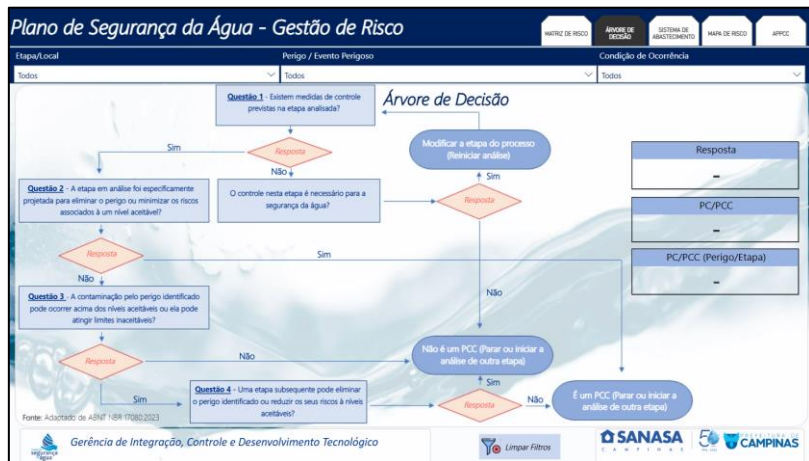 Plano de Segurança da Água - Gestão de Risco
MATRIZ DE RISCO
ÁRVORE DE
DECISÃO
SISTEMA DE
ABASTECIMENTO
MAPA DE RISCO
APPCC
Etapa/Local
Perigo / Evento Perigoso
Condição de Ocorrência
Todos
Todos
Todos
Árvore de Decisão
Questão 1 - Existem medidas de controle
previstas na etapa analisada?
Modificar a etapa do processo
(Reiniciar análise)
Resposta
–
Sim
Resposta
Não
Sim
Questão 2 - A etapa em análise foi especificamente
projetada para eliminar o perigo ou minimizar os riscos
associados à um nível aceitável?
O controle nesta etapa é necessário para a
segurança da água?
Resposta
PC/PCC
–
Resposta
Sim
Não
PC/PCC (Perigo/Etapa)
–
Questão 3 - A contaminação pelo perigo identificado
pode ocorrer acima dos níveis aceitáveis ou ela pode
atingir limites inaceitáveis?
Não
Resposta
Não
Não é um PCC (Parar ou iniciar a
análise de outra etapa)
Sim
Questão 4 - Uma etapa subsequente pode eliminar
o perigo identificado ou reduzir os seus riscos à níveis
aceitáveis?
Sim
Resposta
Não
É um PCC (Parar ou iniciar a
análise de outra etapa)
Fonte: Adaptado de ABNT NBR 17080:2023
segurança
água
Gerência de Integração, Controle e Desenvolvimento Tecnológico
Limpar Filtros
SANASA
CAMPINAS
PREFEITURA DE
CAMPINAS